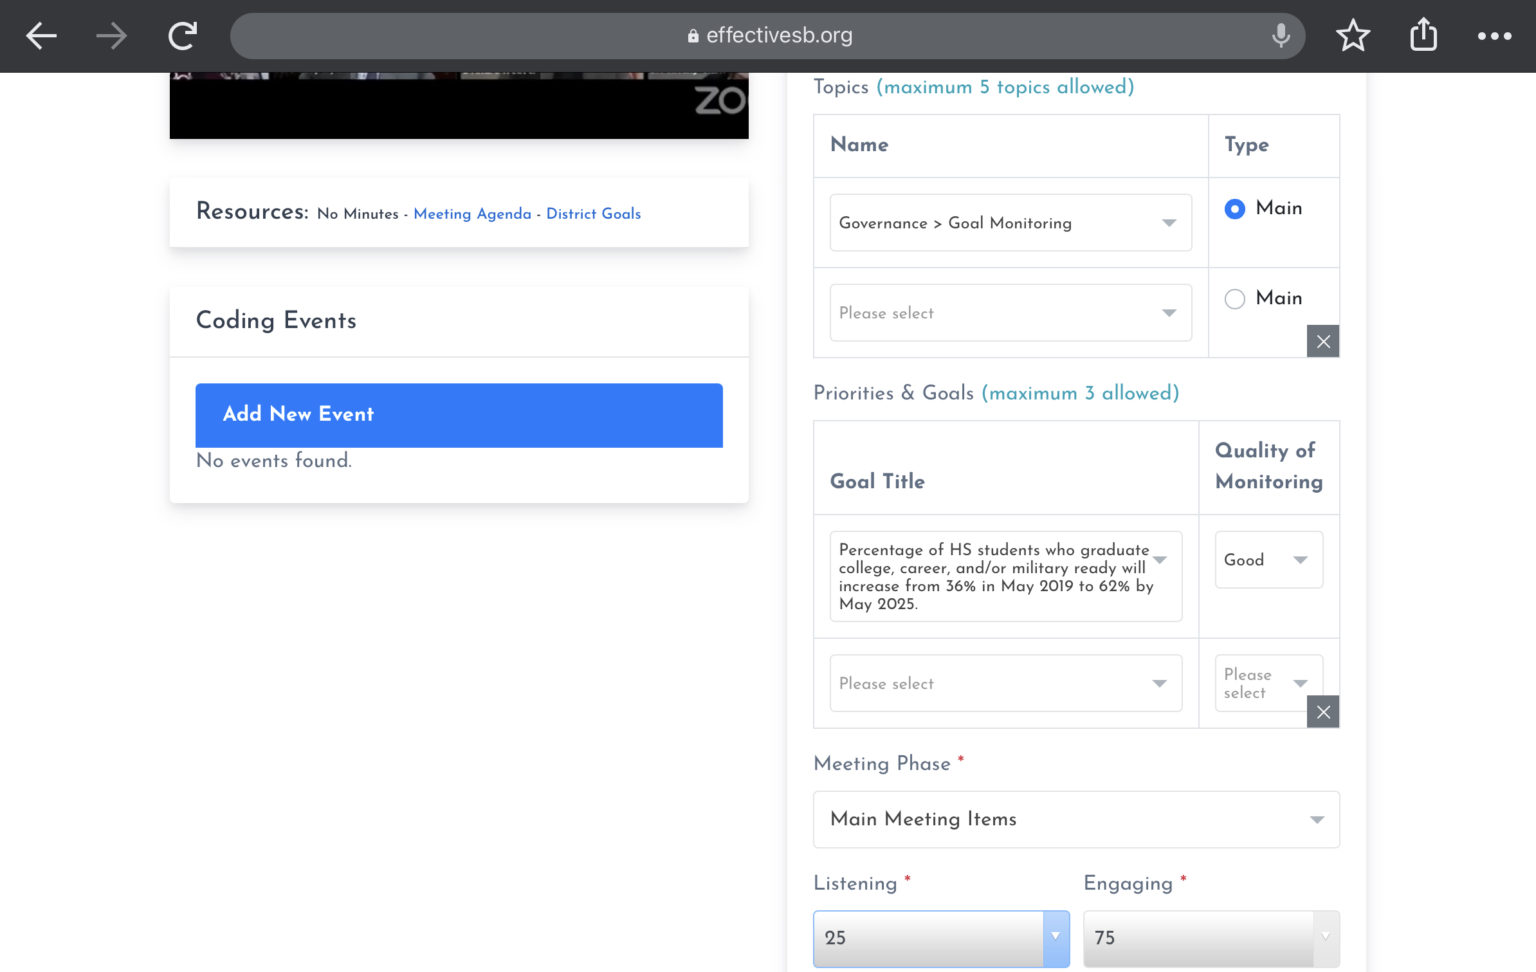 effectivesb.org
ZO
Resources: No Minutes - Meeting Agenda - District Goals
Coding Events
Add New Event
No events found.
Topics (maximum 5 topics allowed)
Name Type
Governance > Goal Monitoring Main
Please select Main
Priorities & Goals (maximum 3 allowed)
Quality of
Goal Title Monitoring
Percentage of HS students who graduate
college, career, and/or military ready will Good
increase from 36% in May 2019 to 62% by
May 2025.
Please select Please
select
Meeting Phase *
Main Meeting Items
Listening * Engaging *
25 75